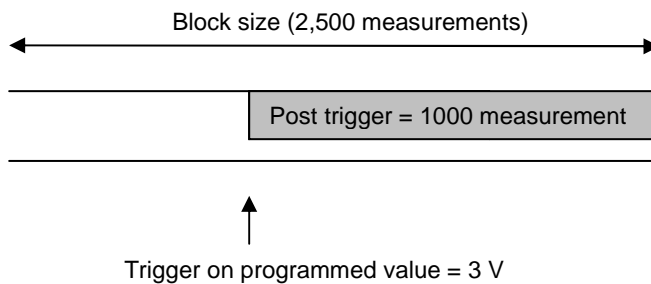 Block size (2,500 measurements)
Post trigger = 1000 measurement
Trigger on programmed value = 3 V